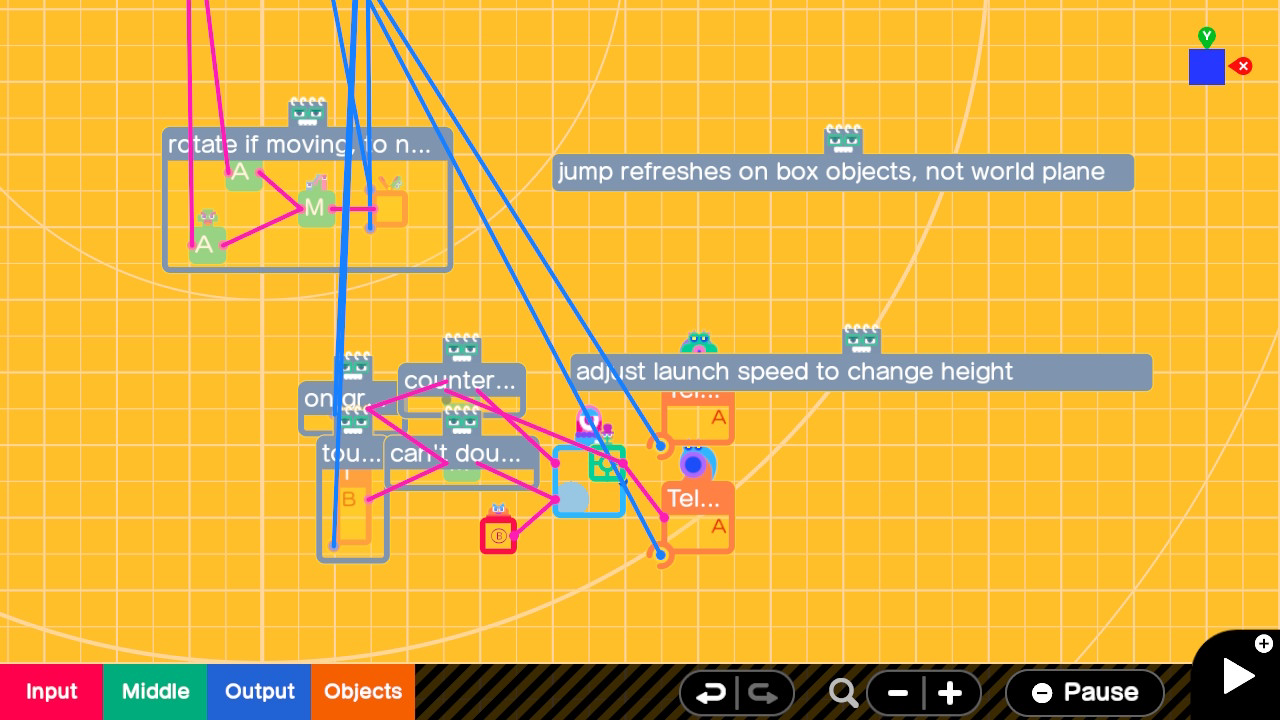 Y
X
rotate if moving, to n...
A
M
A
jump refreshes on box objects, not world plane
adjust launch speed to change height
counter...
on gr...
Tel...
A
tou...
can't dou...
B
Tel...
A
B
Input
Middle
Output
Objects
Pause